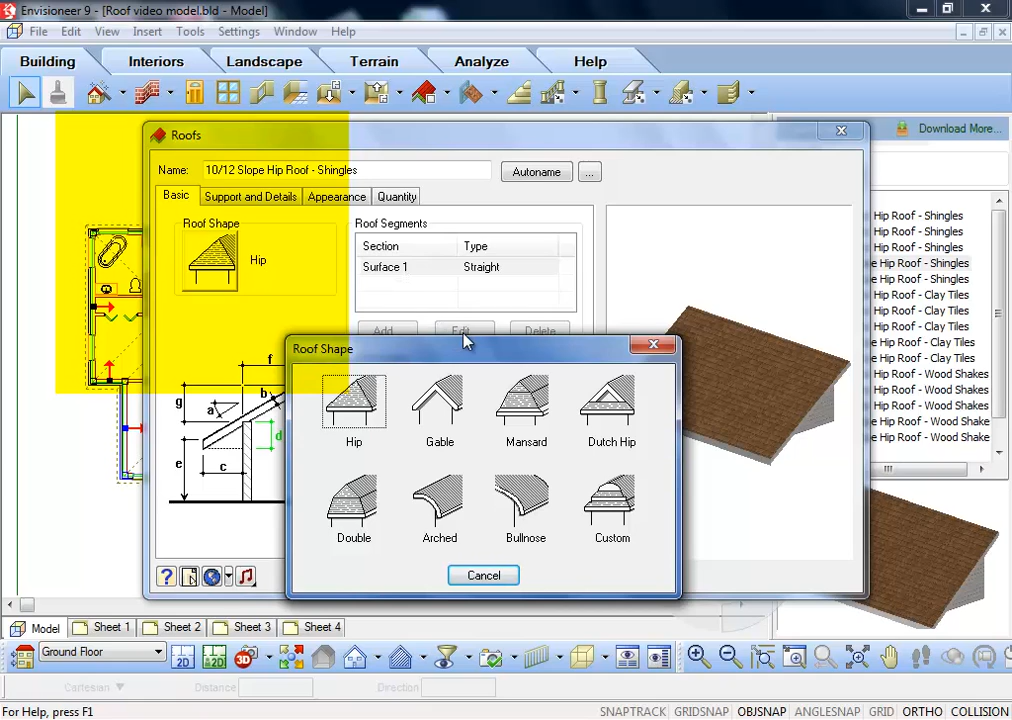 Envisioneer 9 - [Roof video model.bld - Model]
File Edit View Insert Tools Settings Window Help
Building Interiors Landscape Terrain Analyze Help
Roofs
Download More...
Name: 10/12 Slope Hip Roof - Shingles Autoname ...
Basic Support and Details Appearance Quantity
Roof Shape
Hip
Roof Segments
Section Type
Surface 1 Straight
Add Edit Delete
Hip Roof - Shingles
Hip Roof - Shingles
Hip Roof - Shingles
e Hip Roof - Shingles
e Hip Roof - Shingles
Hip Roof - Clay Tiles
Hip Roof - Clay Tiles
Hip Roof - Clay Tiles
e Hip Roof - Clay Tiles
e Hip Roof - Clay Tiles
Hip Roof - Wood Shakes
Hip Roof - Wood Shakes
Hip Roof - Wood Shakes
e Hip Roof - Wood Shake
e Hip Roof - Wood Shake
f
b
g
a
d
e
c
Roof Shape
Hip Gable Mansard Dutch Hip
Double Arched Bullnose Custom
Cancel
Model Sheet 1 Sheet 2 Sheet 3 Sheet 4
Ground Floor 2D 2D 3D
Cartesian Distance Direction
For Help, press F1
SNAPTRACK GRIDSNAP OBJSNAP ANGLESNAP GRID ORTHO COLLISION